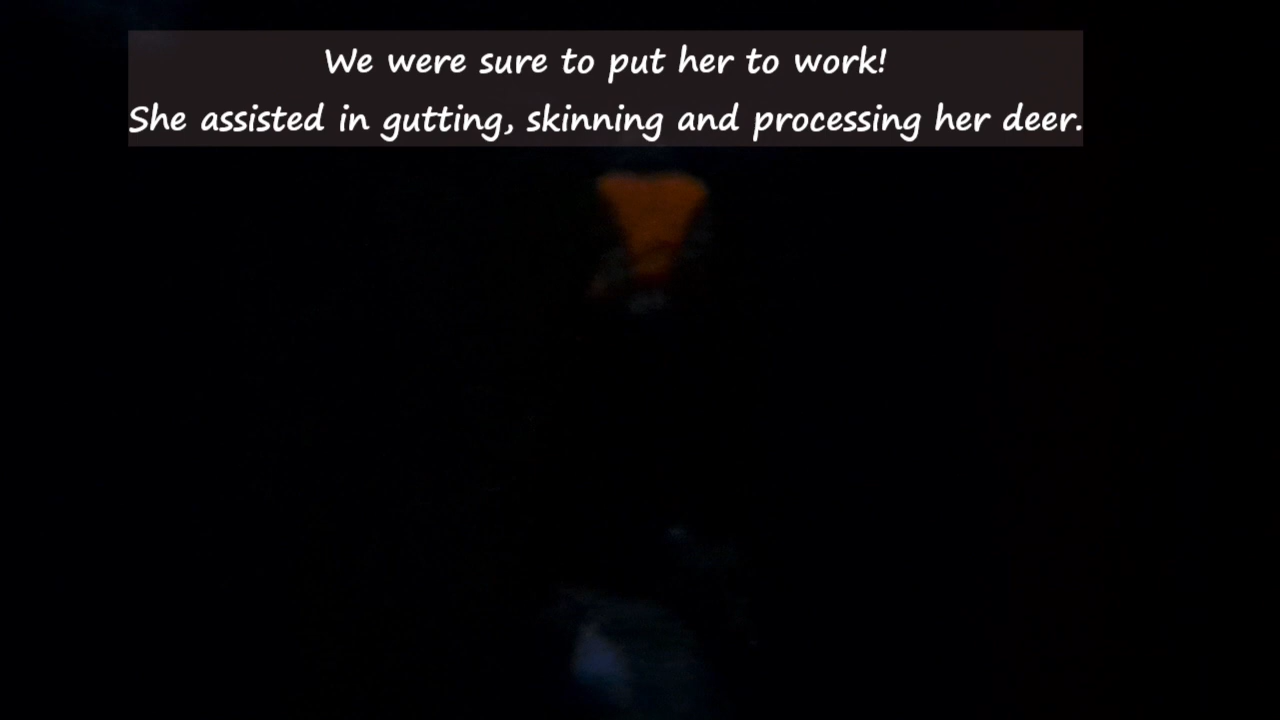 We were sure to put her to work!
She assisted in gutting, skinning and processing her deer.